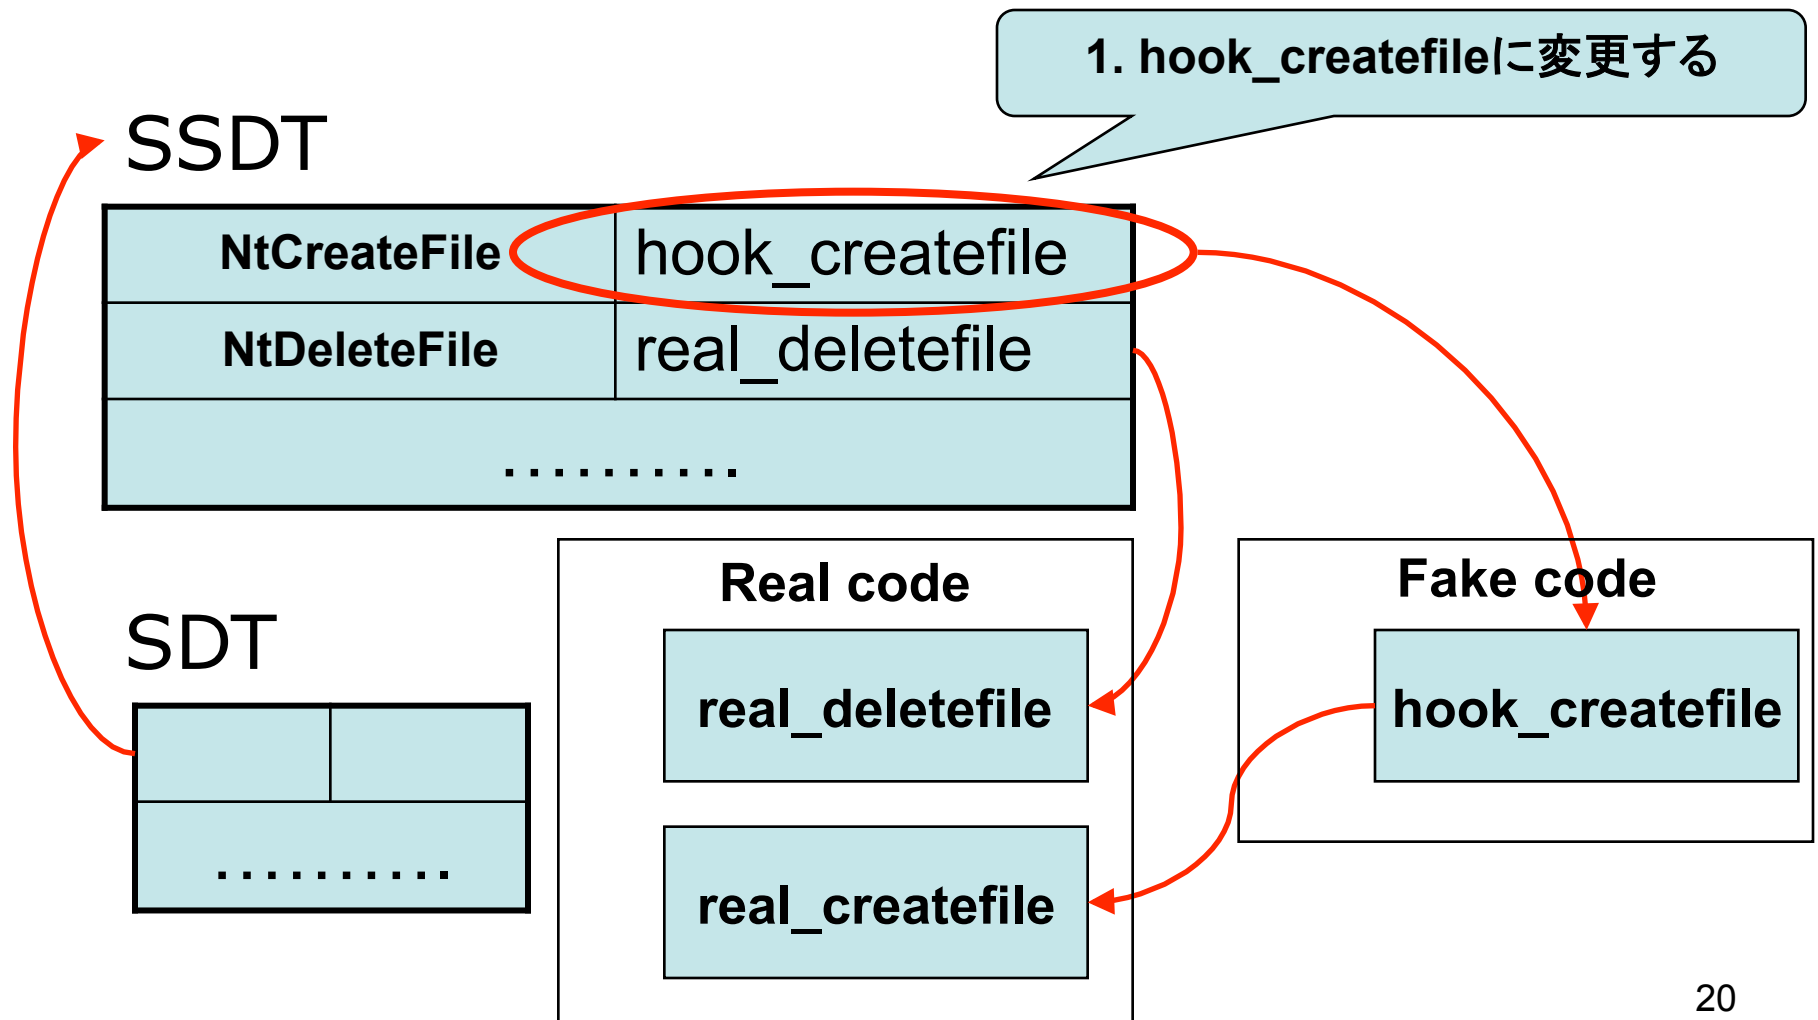 1. hook_createfileに変更する
SSDT
NtCreateFile hook_createfile
NtDeleteFile real_deletefile
..........
Real code
Fake code
SDT
real_deletefile
hook_createfile
..........
real_createfile
20